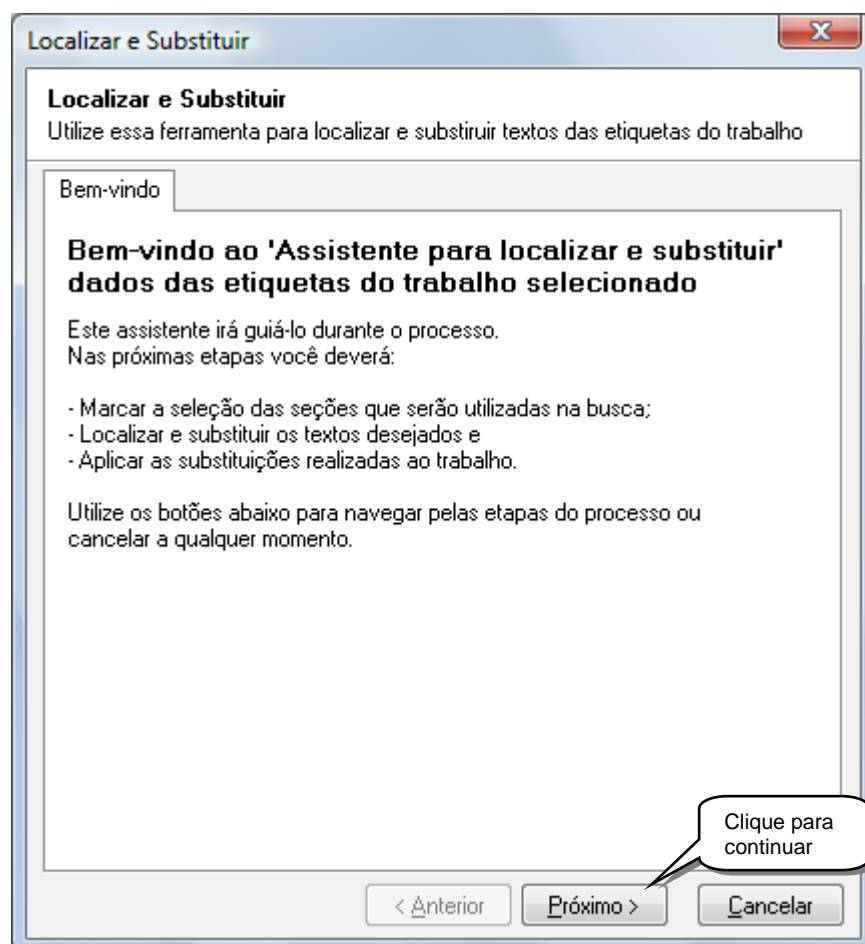 Localizar e Substituir
Localizar e Substituir
Utilize essa ferramenta para localizar e substiruir textos das etiquetas do trabalho
Bem-vindo
Bem-vindo ao 'Assistente para localizar e substituir'
dados das etiquetas do trabalho selecionado
Este assistente irá guiá-lo durante o processo.
Nas próximas etapas você deverá:
- Marcar a seleção das seções que serão utilizadas na busca;
- Localizar e substituir os textos desejados e
- Aplicar as substituições realizadas ao trabalho.
Utilize os botões abaixo para navegar pelas etapas do processo ou
cancelar a qualquer momento.
Clique para
continuar
< Anterior
Próximo >
Cancelar